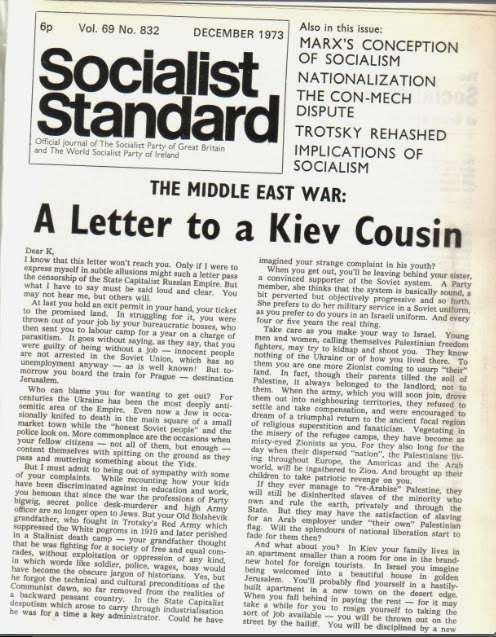 6p Vol. 69 No. 832 DECEMBER 1973
Socialist
Standard
Official journal of The Socialist Party of Great Britain
and The World Socialist Party of Ireland
Also in this issue:
MARX'S CONCEPTION
OF SOCIALISM
NATIONALIZATION
THE CON-MECH
DISPUTE
TROTSKY REHASHED
IMPLICATIONS OF
SOCIALISM
THE MIDDLE EAST WAR:
A Letter to a Kiev Cousin
Dear K,
I know that this letter won't reach you. Only if I were to
express myself in subtle allusions might such a letter pass
the censorship of the State Capitalist Russian Empire. But
what I have to say must be said loud and clear. You
may not hear me, but others will.
At last you hold an exit permit in your hand, your ticket
to the promised land. In struggling for it, you were
thrown out of your job by your bureaucratic bosses, who
then sent you to labour camp for a year on a charge of
parasitism. It goes without saying, as they say, that you
were guilty of being without a job — innocent people
are not arrested in the Soviet Union, which has no
unemployment anyway — as is well known! But to-
morrow you board the train for Prague — destination
Jerusalem.
Who can blame you for wanting to get out? For
centuries the Ukraine has been the most deeply anti-
semitic area of the Empire. Even now a Jew is occa-
sionally knifed to death in the main square of a small
market town while the "honest Soviet people" and the
police look on. More commonplace are the occasions when
your fellow citizens — not all of them, but enough —
content themselves with spitting on the ground as they
pass and muttering something about the Yids.
But I must admit to being out of sympathy with some
of your complaints. While recounting how your kids
have been discriminated against in education and work,
you bemoan that since the war the professions of Party
bigwig, secret police desk-murderer and high Army
officer are no longer open to Jews. But your Old Bolshevik
grandfather, who fought in Trotsky's Red Army which
suppressed the White pogroms in 1919 and later perished
in a Stalinist death camp — your grandfather thought
that he was fighting for a society of free and equal com-
rades, without exploitation or oppression of any kind,
in which words like soldier, police, wages, boss would
have become the obscure jargon of historians. Yes, but
he forgot the technical and cultural preconditions of the
Communist dawn, so far removed from the realities of
a backward peasant country. In the State Capitalist
despotism which arose to carry through industrialisation
he was for a time a key administrator. Could he have
imagined your strange complaint in his youth?
When you get out, you'll be leaving behind your sister,
a convinced supporter of the Soviet system. A Party
member, she thinks that the system is basically sound, a
bit perverted but objectively progressive and so forth.
She prefers to do her military service in a Soviet uniform,
as you prefer to do yours in an Israeli uniform. And every
four or five years the real thing.
Take care as you make your way to Israel. Young
men and women, calling themselves Palestinian freedom
fighters, may try to kidnap and shoot you. They know
nothing of the Ukraine or of how you lived there. To
them you are one more Zionist coming to usurp "their"
land. In fact, though their parents tilled the soil of
Palestine, it always belonged to the landlord, not to
them. When the army, which you will soon join, drove
them out into neighbouring territories, they refused to
settle and take compensation, and were encouraged to
dream of a triumphal return to the ancient focal region
of religious superstition and fanaticism. Vegetating in
the misery of the refugee camps, they have become as
misty-eyed Zionists as you. For they also long for the
day when their dispersed "nation", the Palestinians liv-
ing throughout Europe, the Americas and the Arab
world, will be ingathered to Zion. And brought up their
children to take patriotic revenge on you.
If they ever manage to "re-Arabise" Palestine, they
will still be disinherited slaves of the minority who
own and rule the earth, privately and through the
State. But they may have the satisfaction of slaving
for an Arab employer under "their own" Palestinian
flag. Will the splendours of national liberation start to
fade for them then?
And what about you? In Kiev your family lives in
an apartment smaller than a room for one in the brand-
new hotel for foreign tourists. In Israel you imagine
being welcomed into a beautiful house in golden
Jerusalem. You'll probably find yourself in a hastily-
built apartment in a new town on the desert edge.
When you fall behind in paying the rent — for it may
take a while for you to resign yourself to taking the
sort of job available — you will be thrown out on the
street by the bailiff. You will be disciplined by a new